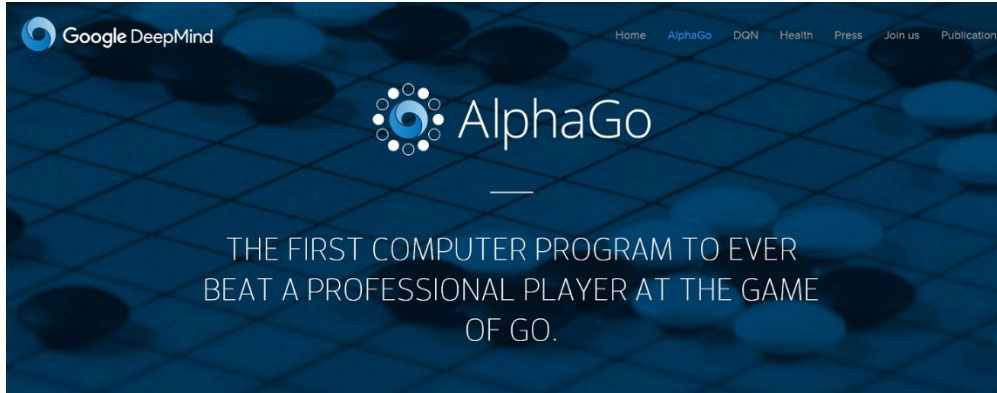 Google DeepMind
Home AlphaGo DQN Health Press Join us Publication
AlphaGo
THE FIRST COMPUTER PROGRAM TO EVER
BEAT A PROFESSIONAL PLAYER AT THE GAME
OF GO.